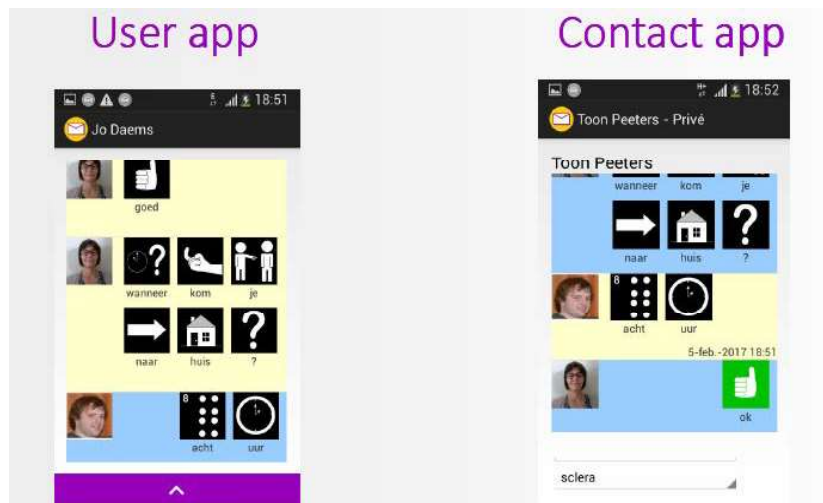 User app
18:51
Jo Daems
goed
wanneer kom je
naar huis ?
8
acht uur
Contact app
H+
18:52
Toon Peeters - Privé
Toon Peeters
wanneer kom je
naar huis ?
8
acht uur
5-feb.-2017 18:51
ok
sclera